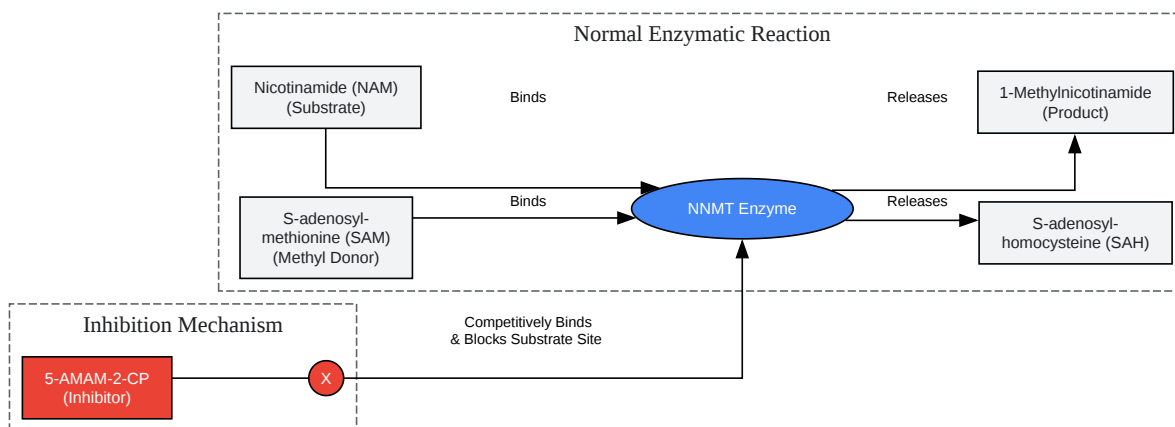 Normal Enzymatic Reaction
Nicotinamide (NAM)
(Substrate)
Binds
Releases
1-Methylnicotinamide
(Product)
S-adenosyl-
methionine (SAM)
(Methyl Donor)
Binds
NNMT Enzyme
Releases
S-adenosyl-
homocysteine (SAH)
Inhibition Mechanism
Competitively Binds
& Blocks Substrate Site
5-AMAM-2-CP
(Inhibitor)
X